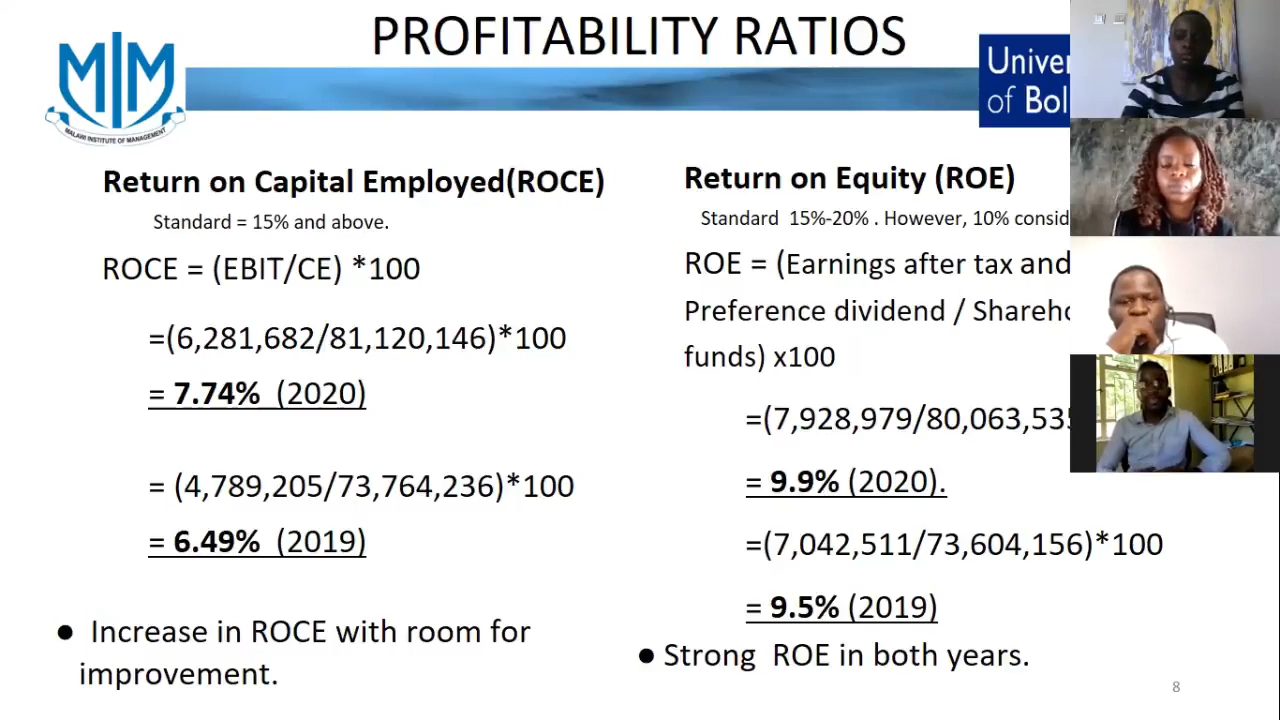 PROFITABILITY RATIOS
MIM
MALAWI INSTITUTE OF MANAGEMENT
Univer
of Bol
Return on Capital Employed(ROCE)
Standard = 15% and above.
ROCE = (EBIT/CE) *100
=(6,281,682/81,120,146)*100
= 7.74% (2020)
= (4,789,205/73,764,236)*100
= 6.49% (2019)
● Increase in ROCE with room for
improvement.
Return on Equity (ROE)
Standard 15%-20% . However, 10% consid
ROE = (Earnings after tax and
Preference dividend / Shareho
funds) x100
=(7,928,979/80,063,535
= 9.9% (2020).
=(7,042,511/73,604,156)*100
= 9.5% (2019)
● Strong ROE in both years.
8